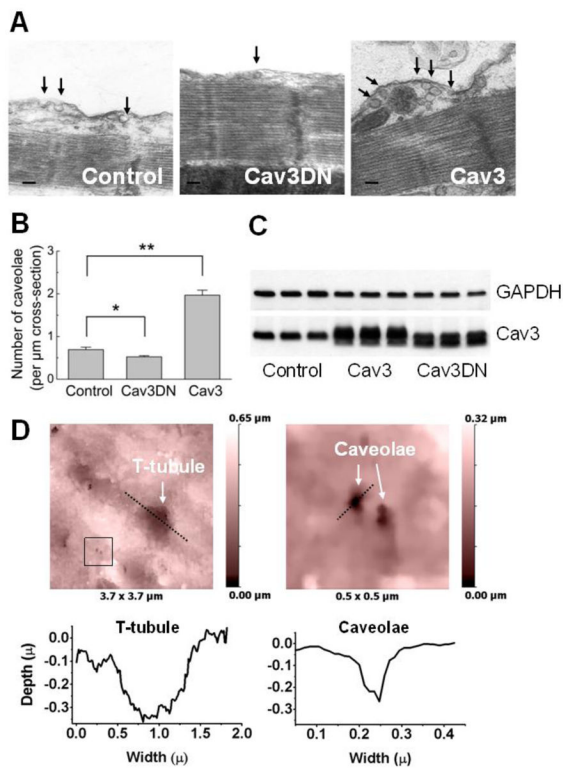 A
Control
Cav3DN
Cav3
B
Number of caveolae
(per µm cross-section)
3
2
1
0
*
**
Control Cav3DN Cav3
C
GAPDH
Cav3
Control Cav3 Cav3DN
D
T-tubule
3.7 x 3.7 µm
0.65 µm
0.00 µm
Caveolae
0.5 x 0.5 µm
0.32 µm
0.00 µm
T-tubule
Depth (µ)
0.0
-0.1
-0.2
-0.3
0.0 0.5 1.0 1.5 2.0
Width (µ)
Caveolae
0.0
-0.1
-0.2
-0.3
0.1 0.2 0.3 0.4
Width (µ)